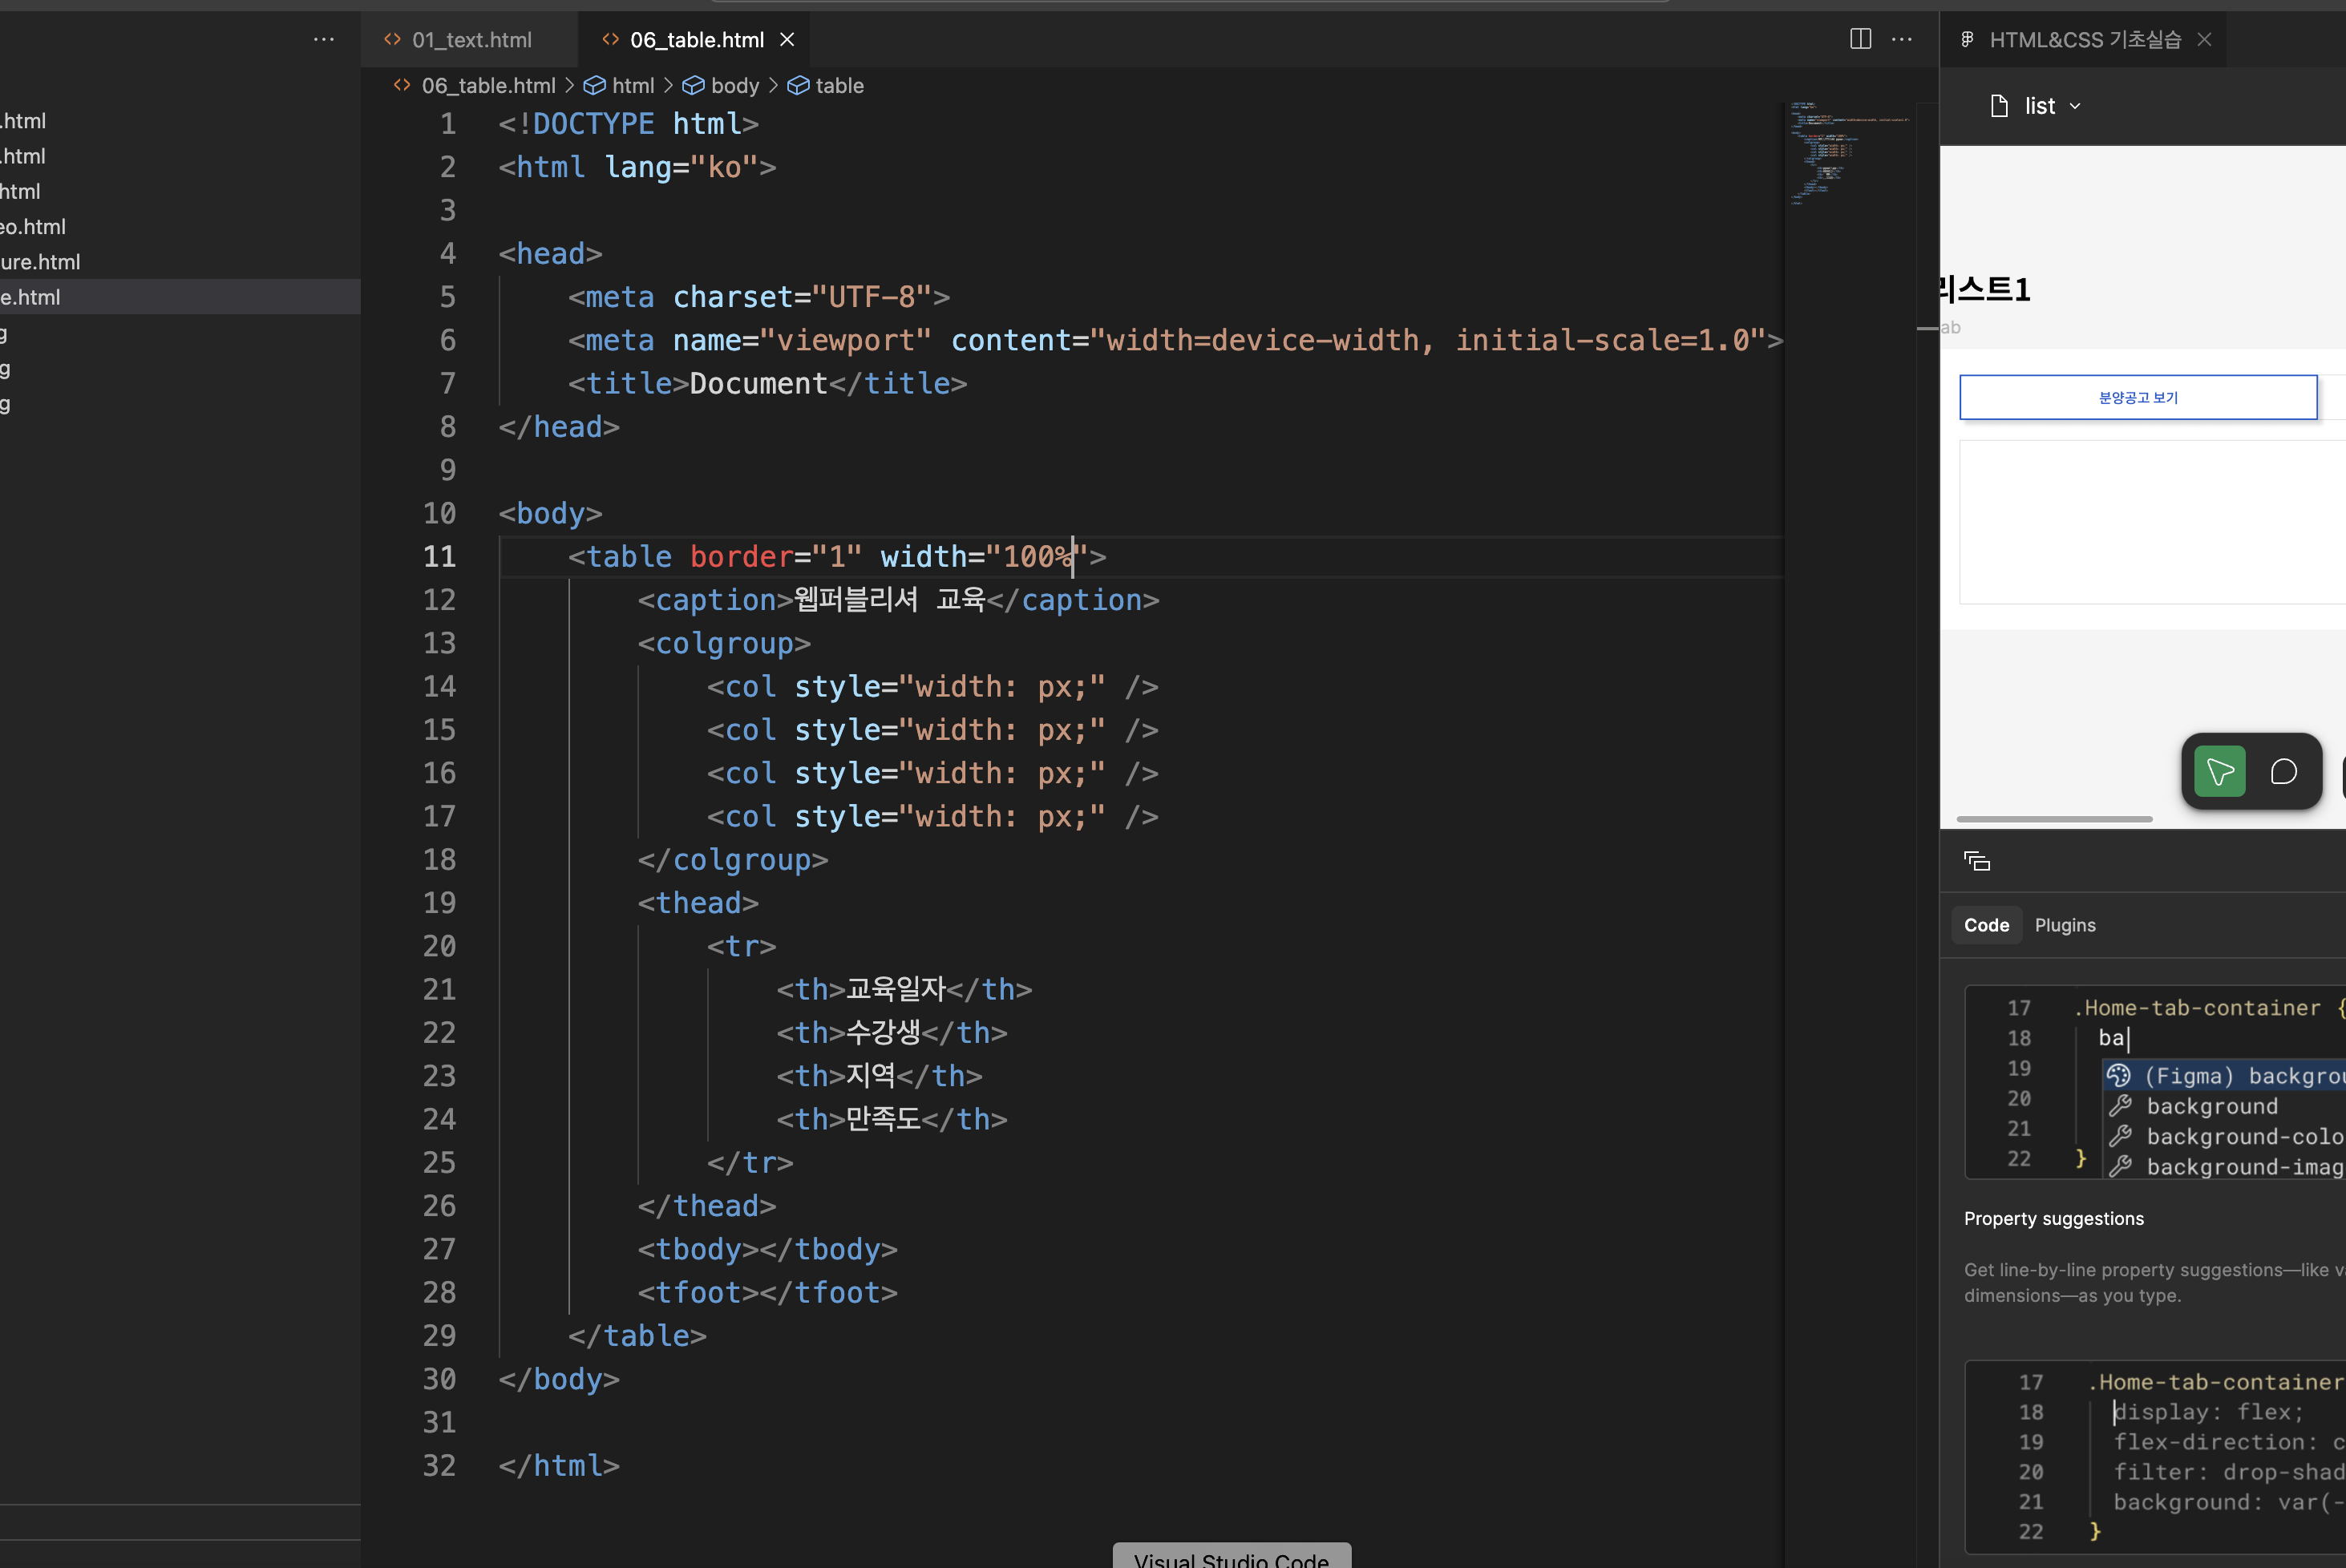 01_text.html
06_table.html
HTML&CSS 기초실습
06_table.html > html > body > table
list
.html
.html
html
eo.html
ure.html
e.html
g
g
g
1 <!DOCTYPE html>
2 <html lang="ko">
3
4 <head>
5 <meta charset="UTF-8">
6 <meta name="viewport" content="width=device-width, initial-scale=1.0">
7 <title>Document</title>
8 </head>
9
10 <body>
11 <table border="1" width="100%">
12 <caption>웹퍼블리셔 교육</caption>
13 <colgroup>
14 <col style="width: px;" />
15 <col style="width: px;" />
16 <col style="width: px;" />
17 <col style="width: px;" />
18 </colgroup>
19 <thead>
20 <tr>
21 <th>교육일자</th>
22 <th>수강생</th>
23 <th>지역</th>
24 <th>만족도</th>
25 </tr>
26 </thead>
27 <tbody></tbody>
28 <tfoot></tfoot>
29 </table>
30 </body>
31
32 </html>
리스트1
ab
분양공고 보기
Code Plugins
17 .Home-tab-container {
18 ba
19 (Figma) backgrou
20 background
21 background-colo
22 } background-imag
Property suggestions
Get line-by-line property suggestions—like v
dimensions—as you type.
17 .Home-tab-container
18 display: flex;
19 flex-direction: c
20 filter: drop-shad
21 background: var(-
22 }
Visual Studio Code